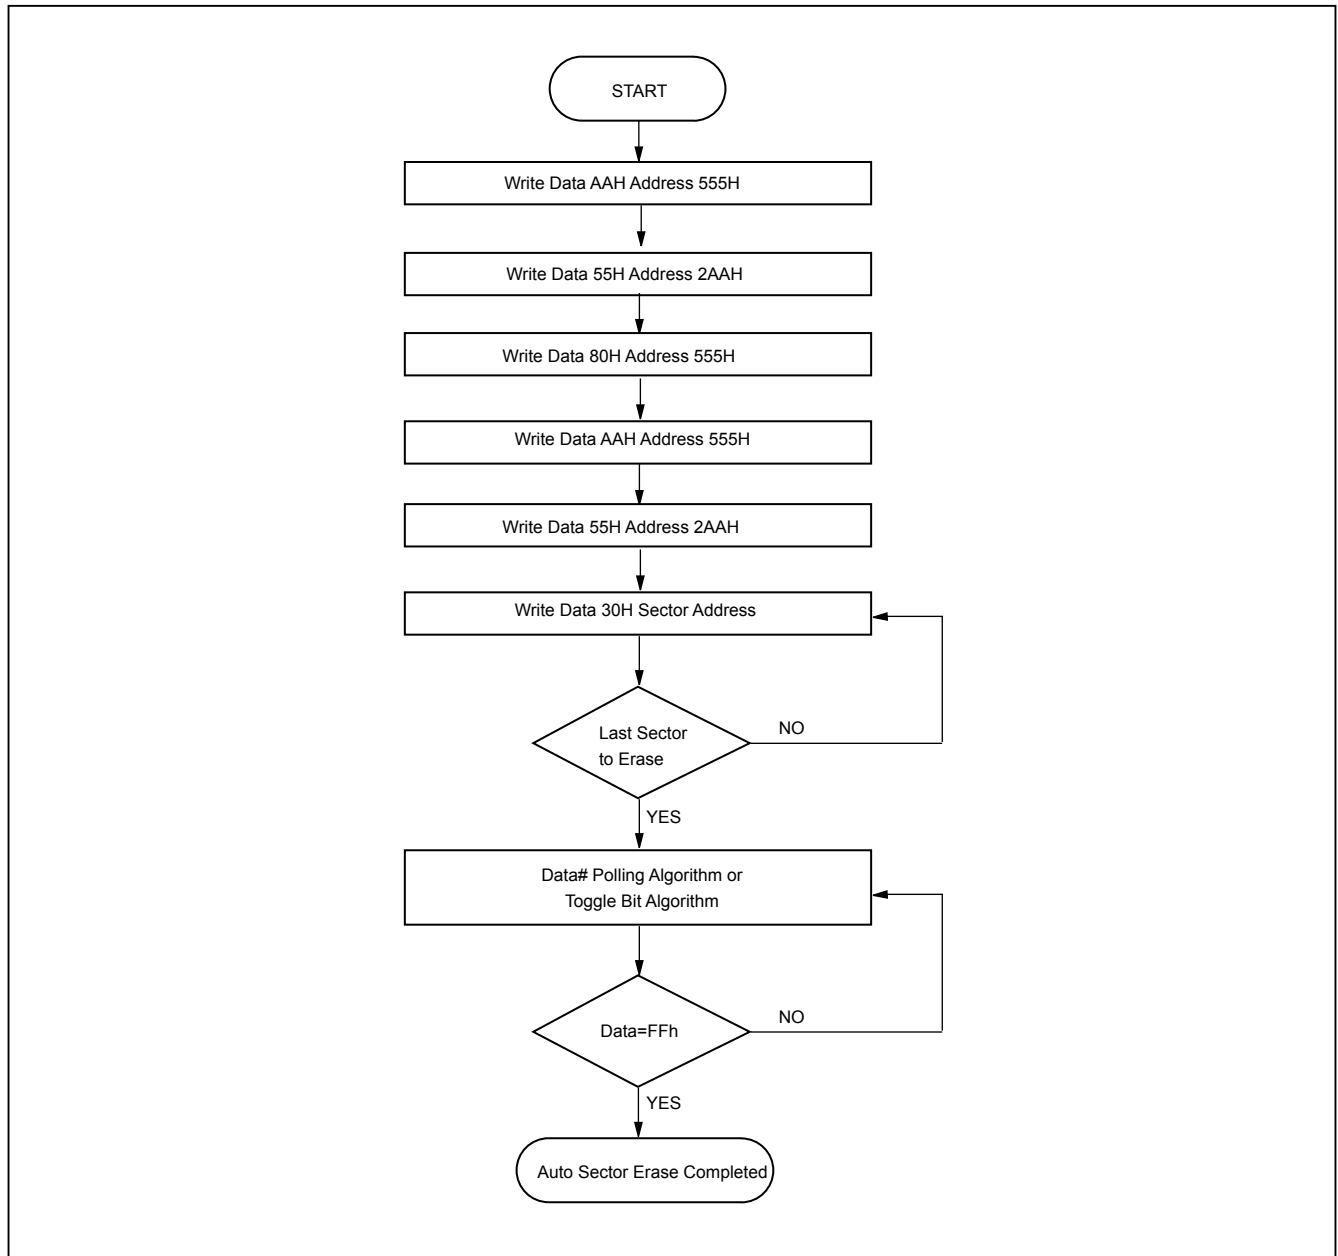 START
Write Data AAH Address 555H
Write Data 55H Address 2AAH
Write Data 80H Address 555H
Write Data AAH Address 555H
Write Data 55H Address 2AAH
Write Data 30H Sector Address
Last Sector
to Erase
NO
YES
Data# Polling Algorithm or
Toggle Bit Algorithm
Data=FFh
NO
YES
Auto Sector Erase Completed